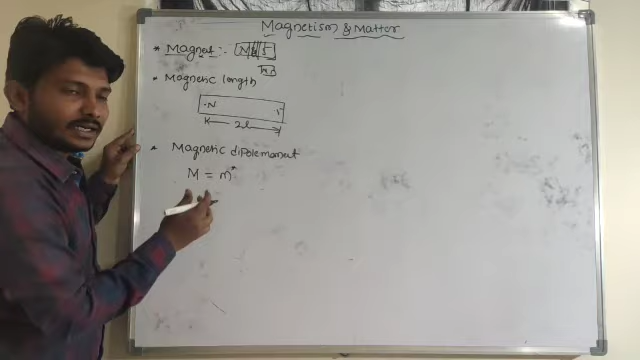 Magnetism & Matter
* Magnet :- N S
* Magnetic length
N
2l
* Magnetic dipole moment
M = m